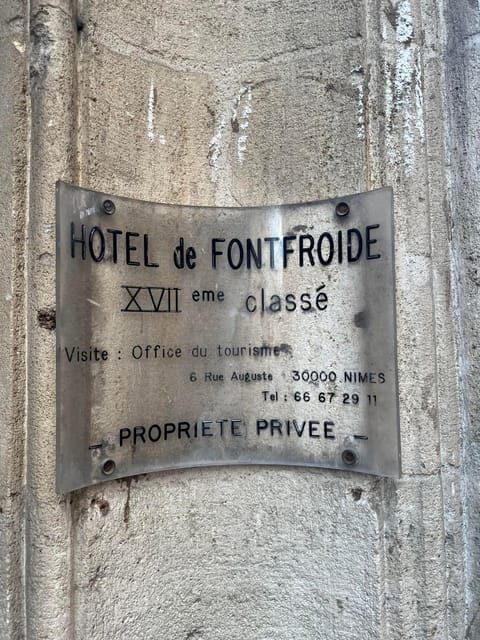 HOTEL de FONTFROIDE
XVII eme classé
Visite : Office du tourisme
6 Rue Auguste 30000 NIMES
Tel : 66 67 29 11
– PROPRIETE PRIVEE –